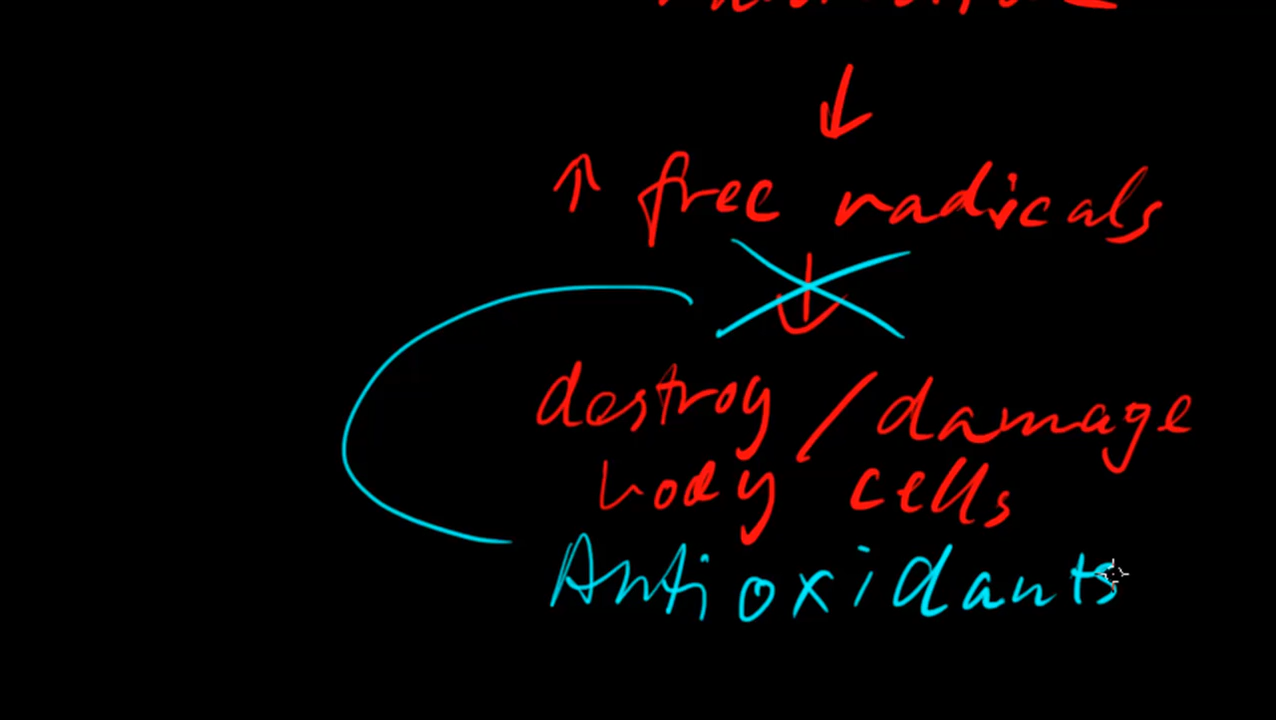 ↑ free radicals
destroy / damage
body cells
Antioxidants